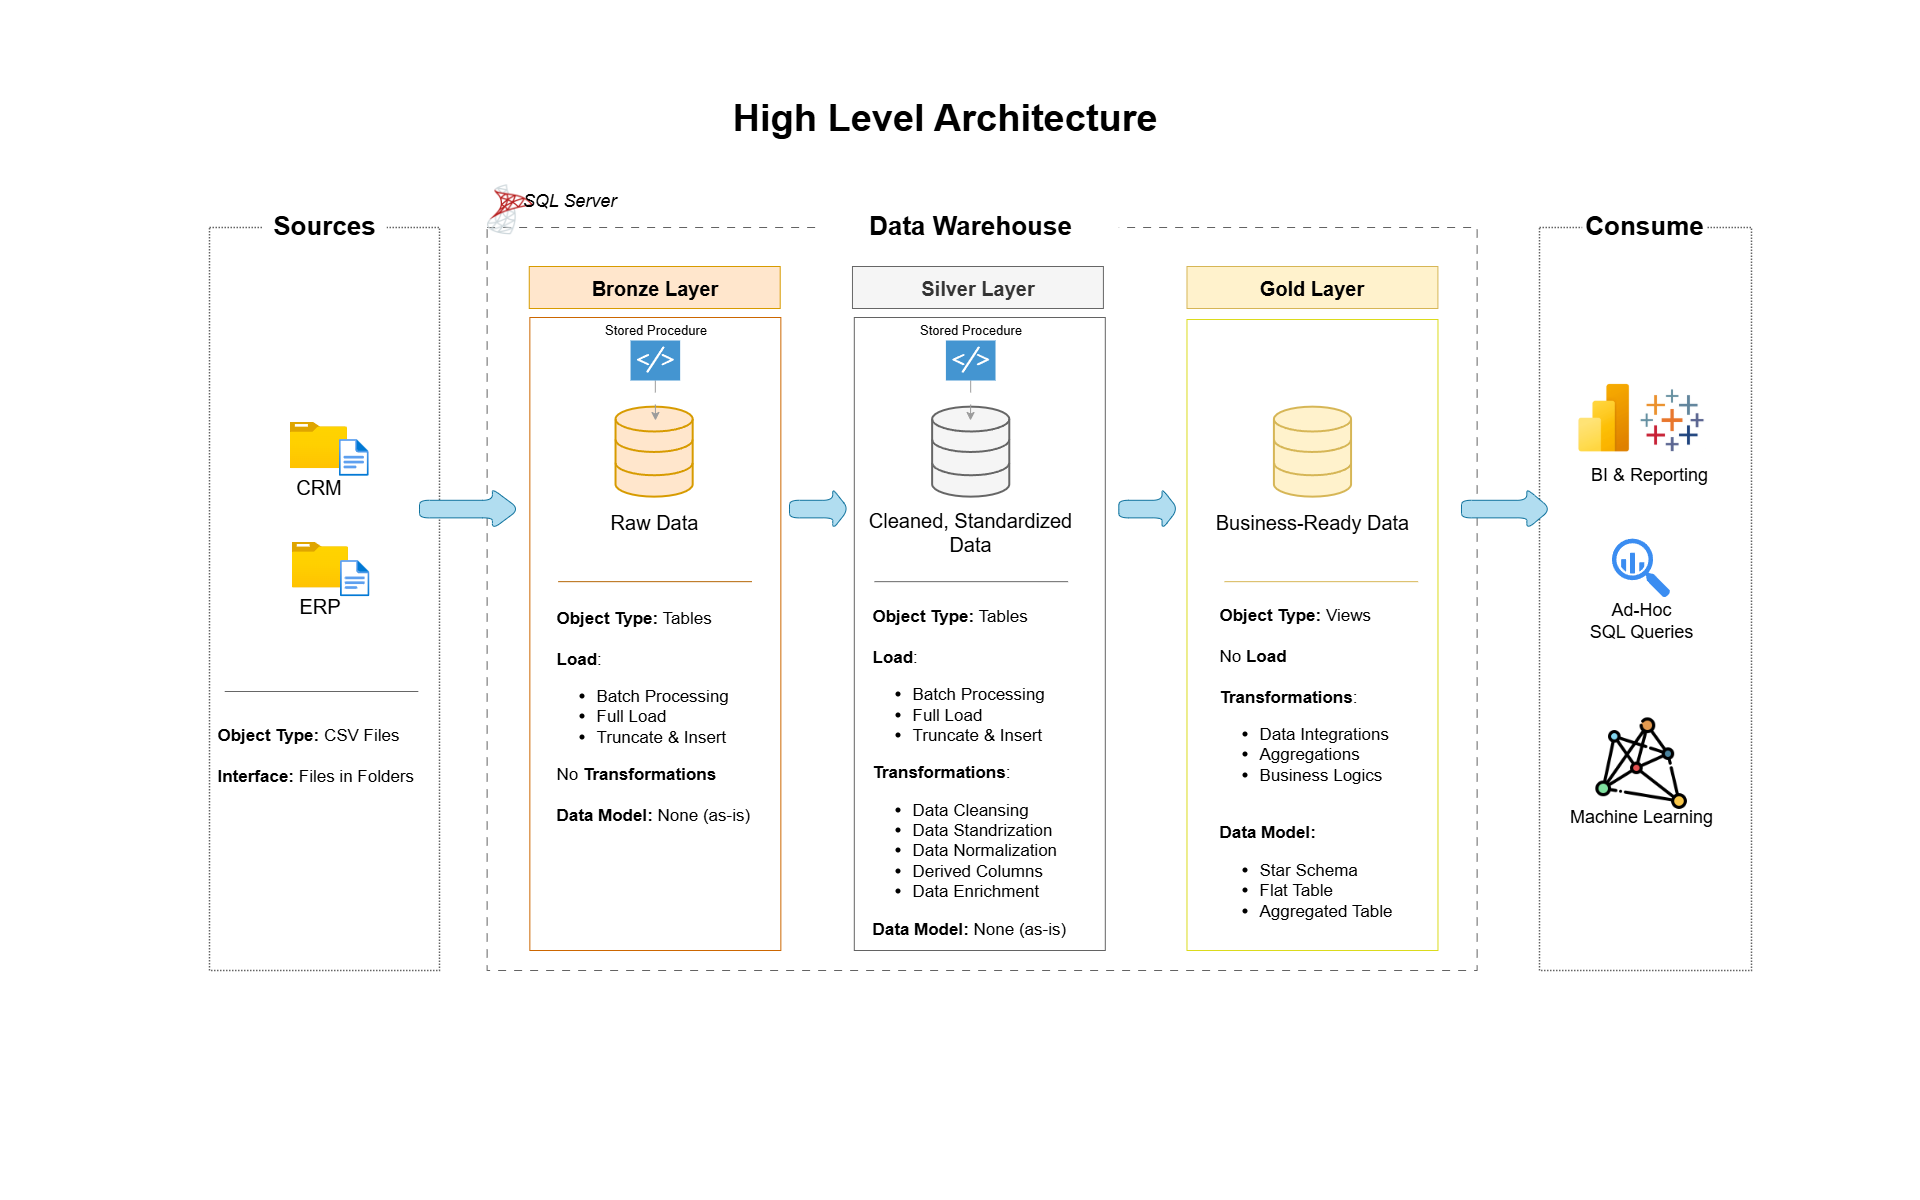 High Level Architecture
SQL Server
Sources
CRM
ERP
Object Type: CSV Files
Interface: Files in Folders
Data Warehouse
Bronze Layer
Stored Procedure
</>
Raw Data
Object Type: Tables
Load:
• Batch Processing
• Full Load
• Truncate & Insert
No Transformations
Data Model: None (as-is)
Silver Layer
Stored Procedure
</>
Cleaned, Standardized
Data
Object Type: Tables
Load:
• Batch Processing
• Full Load
• Truncate & Insert
Transformations:
• Data Cleansing
• Data Standrization
• Data Normalization
• Derived Columns
• Data Enrichment
Data Model: None (as-is)
Gold Layer
Business-Ready Data
Object Type: Views
No Load
Transformations:
• Data Integrations
• Aggregations
• Business Logics
Data Model:
• Star Schema
• Flat Table
• Aggregated Table
Consume
BI & Reporting
Ad-Hoc
SQL Queries
Machine Learning